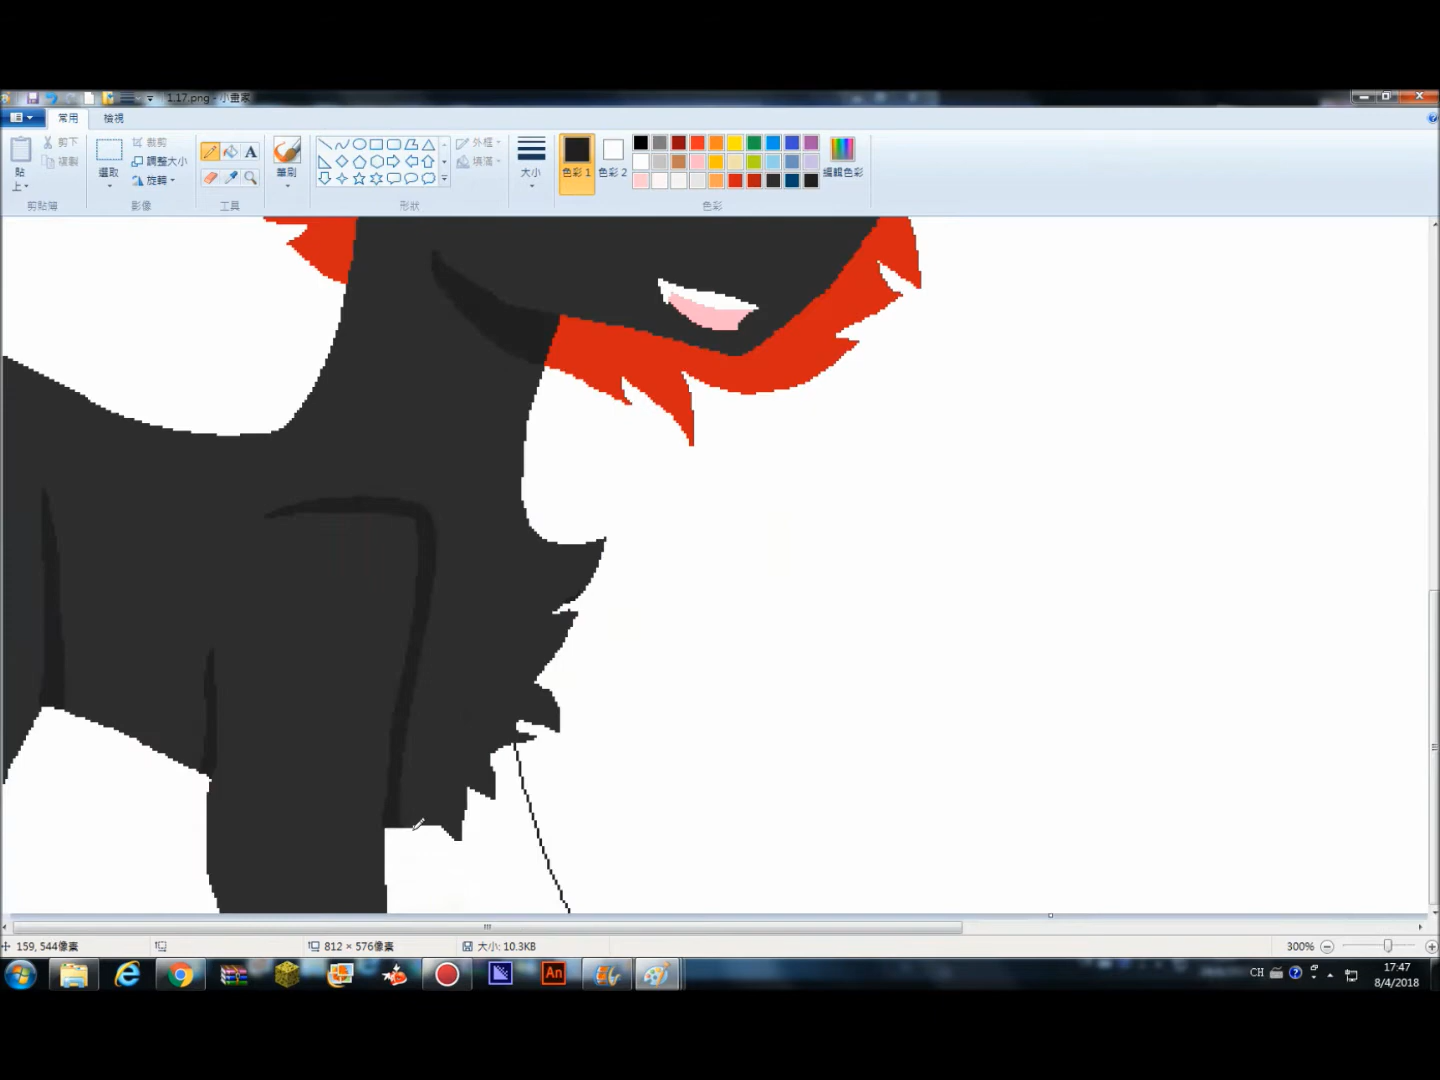 1.17.png - 小畫家
常用 檢視
貼上 剪下 複製
選取 裁剪 調整大小 旋轉
A
筆刷
外框 填滿
大小
色彩 1 色彩 2 編輯色彩
剪貼簿 影像 工具 形狀 色彩
159, 544像素 812 × 576像素 大小: 10.3KB 300%
An CH 17:47
8/4/2018